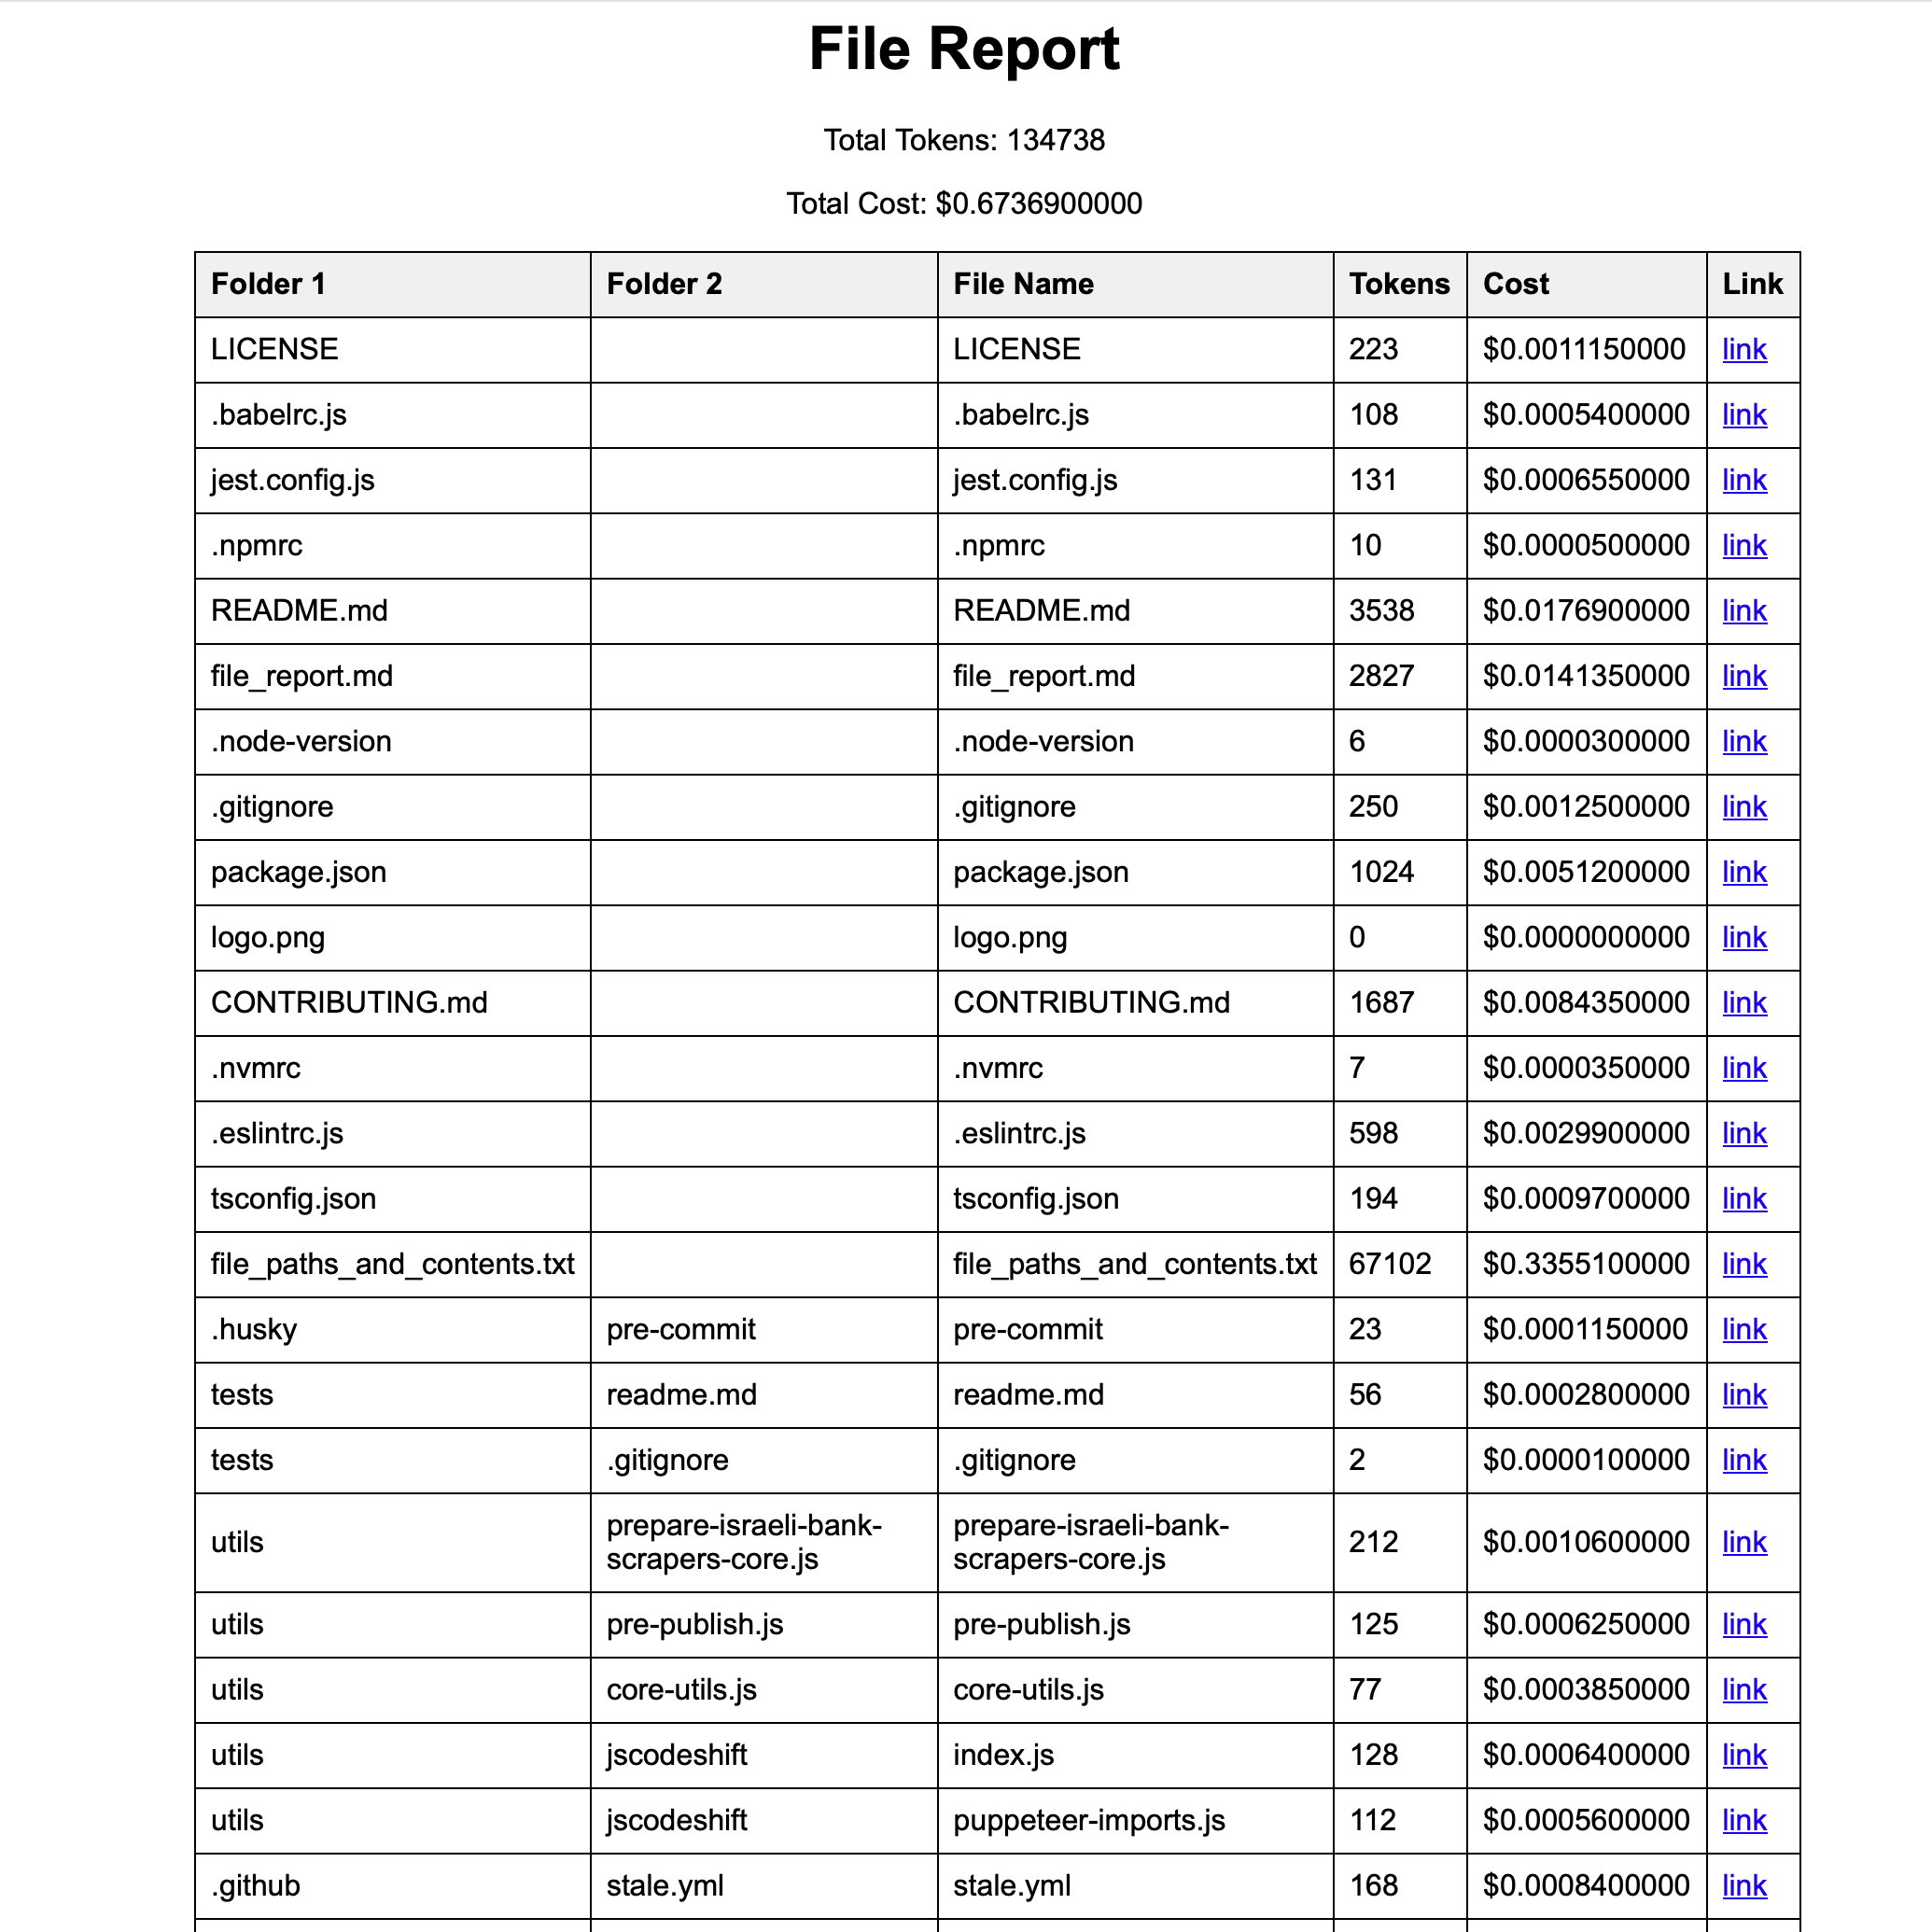 File Report
Total Tokens: 134738
Total Cost: $0.6736900000
Folder 1 Folder 2 File Name Tokens Cost Link
LICENSE LICENSE 223 $0.0011150000 link
.babelrc.js .babelrc.js 108 $0.0005400000 link
jest.config.js jest.config.js 131 $0.0006550000 link
.npmrc .npmrc 10 $0.0000500000 link
README.md README.md 3538 $0.0176900000 link
file_report.md file_report.md 2827 $0.0141350000 link
.node-version .node-version 6 $0.0000300000 link
.gitignore .gitignore 250 $0.0012500000 link
package.json package.json 1024 $0.0051200000 link
logo.png logo.png 0 $0.0000000000 link
CONTRIBUTING.md CONTRIBUTING.md 1687 $0.0084350000 link
.nvmrc .nvmrc 7 $0.0000350000 link
.eslintrc.js .eslintrc.js 598 $0.0029900000 link
tsconfig.json tsconfig.json 194 $0.0009700000 link
file_paths_and_contents.txt file_paths_and_contents.txt 67102 $0.3355100000 link
.husky pre-commit pre-commit 23 $0.0001150000 link
tests readme.md readme.md 56 $0.0002800000 link
tests .gitignore .gitignore 2 $0.0000100000 link
utils prepare-israeli-bank- prepare-israeli-bank- 212 $0.0010600000 link
scrapers-core.js scrapers-core.js
utils pre-publish.js pre-publish.js 125 $0.0006250000 link
utils core-utils.js core-utils.js 77 $0.0003850000 link
utils jscodeshift index.js 128 $0.0006400000 link
utils jscodeshift puppeteer-imports.js 112 $0.0005600000 link
.github stale.yml stale.yml 168 $0.0008400000 link